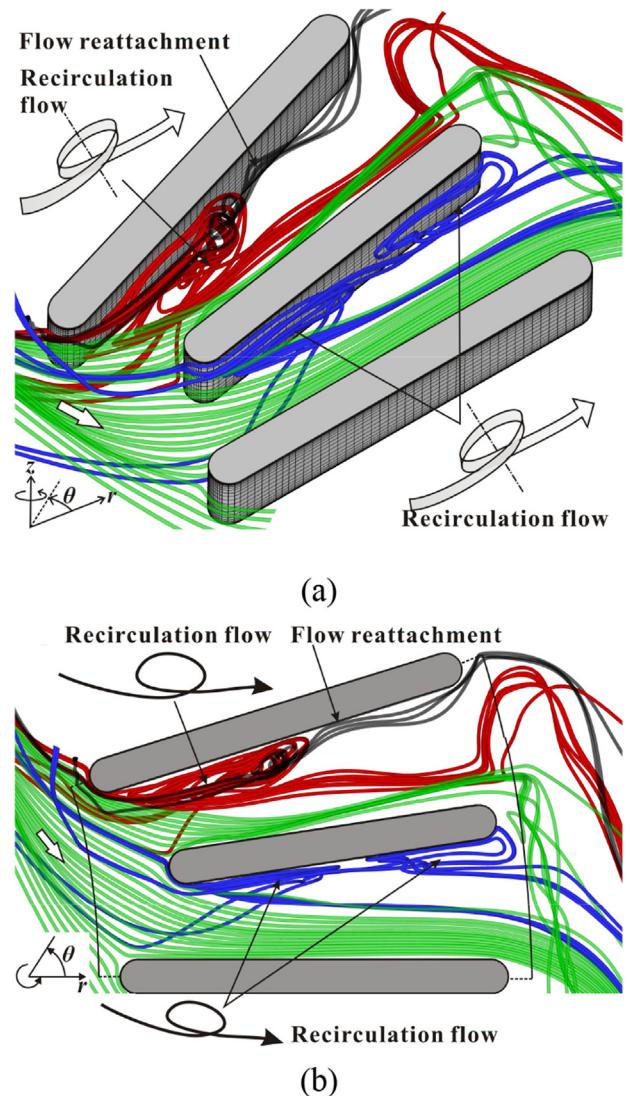 Flow reattachment
Recirculation
flow
z
θ
r
Recirculation flow
(a)
Recirculation flow
Flow reattachment
θ
r
Recirculation flow
(b)